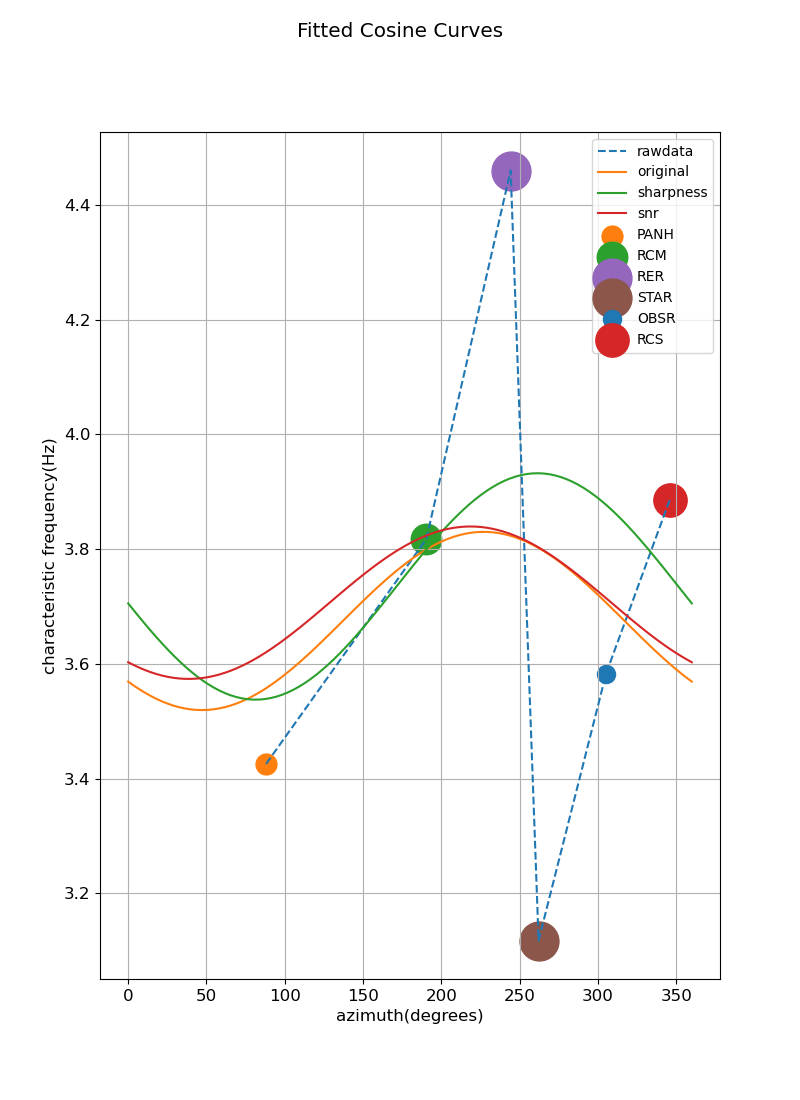 Fitted Cosine Curves
rawdata
original
sharpness
snr
PANH
RCM
RER
STAR
OBSR
RCS
characteristic frequency(Hz)
4.4
4.2
4.0
3.8
3.6
3.4
3.2
0 50 100 150 200 250 300 350
azimuth(degrees)